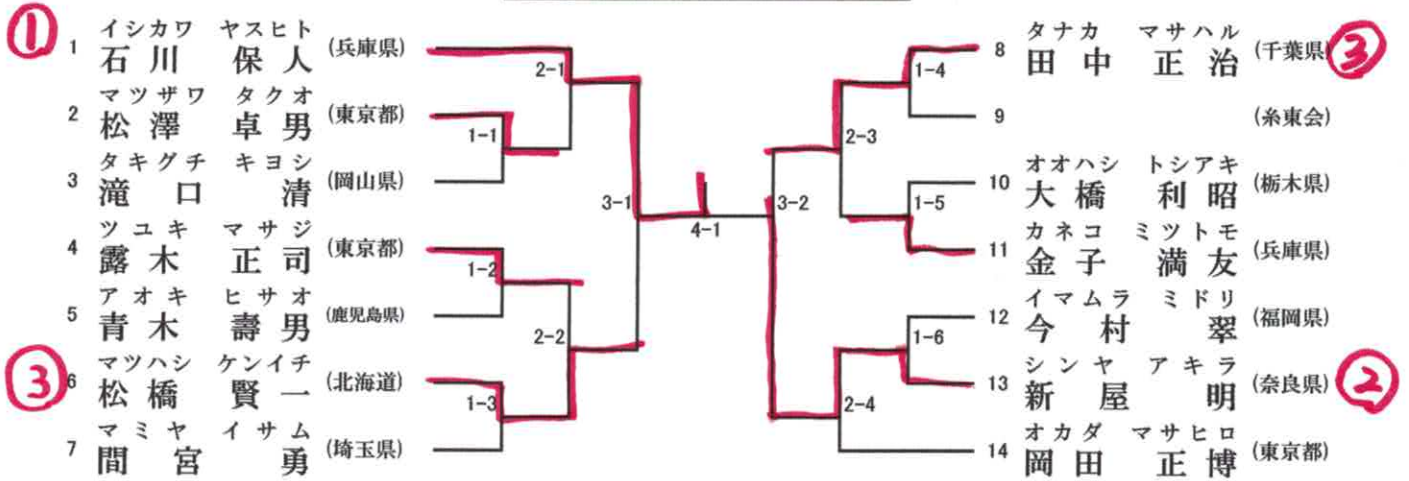 ①
イシカワ ヤスヒト
1 石川 保人 (兵庫県)
マツザワ タクオ
2 松澤 卓男 (東京都)
タキグチ キヨシ
3 滝口 清 (岡山県)
ツユキ マサジ
4 露木 正司 (東京都)
アオキ ヒサオ
5 青木 壽男 (鹿児島県)
③
マツハシ ケンイチ
6 松橋 賢一 (北海道)
マミヤ イサム
7 間宮 勇 (埼玉県)
2-1
1-1
1-2
2-2
1-3
3-1
4-1
3-2
1-4
2-3
1-5
1-6
2-4
タナカ マサハル
8 田中 正治 (千葉県)
③
9 (糸東会)
オオハシ トシアキ
10 大橋 利昭 (栃木県)
カネコ ミツトモ
11 金子 満友 (兵庫県)
イマムラ ミドリ
12 今村 翠 (福岡県)
シンヤ アキラ
13 新屋 明 (奈良県)
②
オカダ マサヒロ
14 岡田 正博 (東京都)